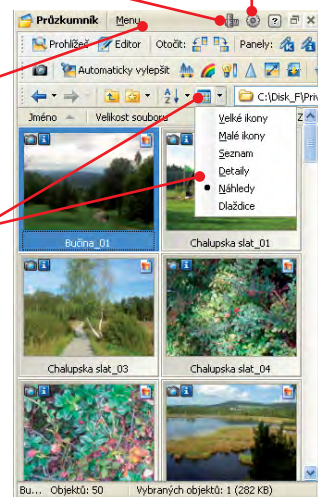 Průzkumník Menu
Prohlížeč Editor Otočit: Panely:
Automaticky vylepšit
C:\Disk_F\Priv
Jméno Velikost souboru Z
Velké ikony
Malé ikony
Seznam
Detaily
Náhledy
Dlaždice
Bučina_01 Chalupska slat_01
Chalupska slat_03 Chalupska slat_04
Bu... Objektů: 50 Vybraných objektů: 1 (282 KB)